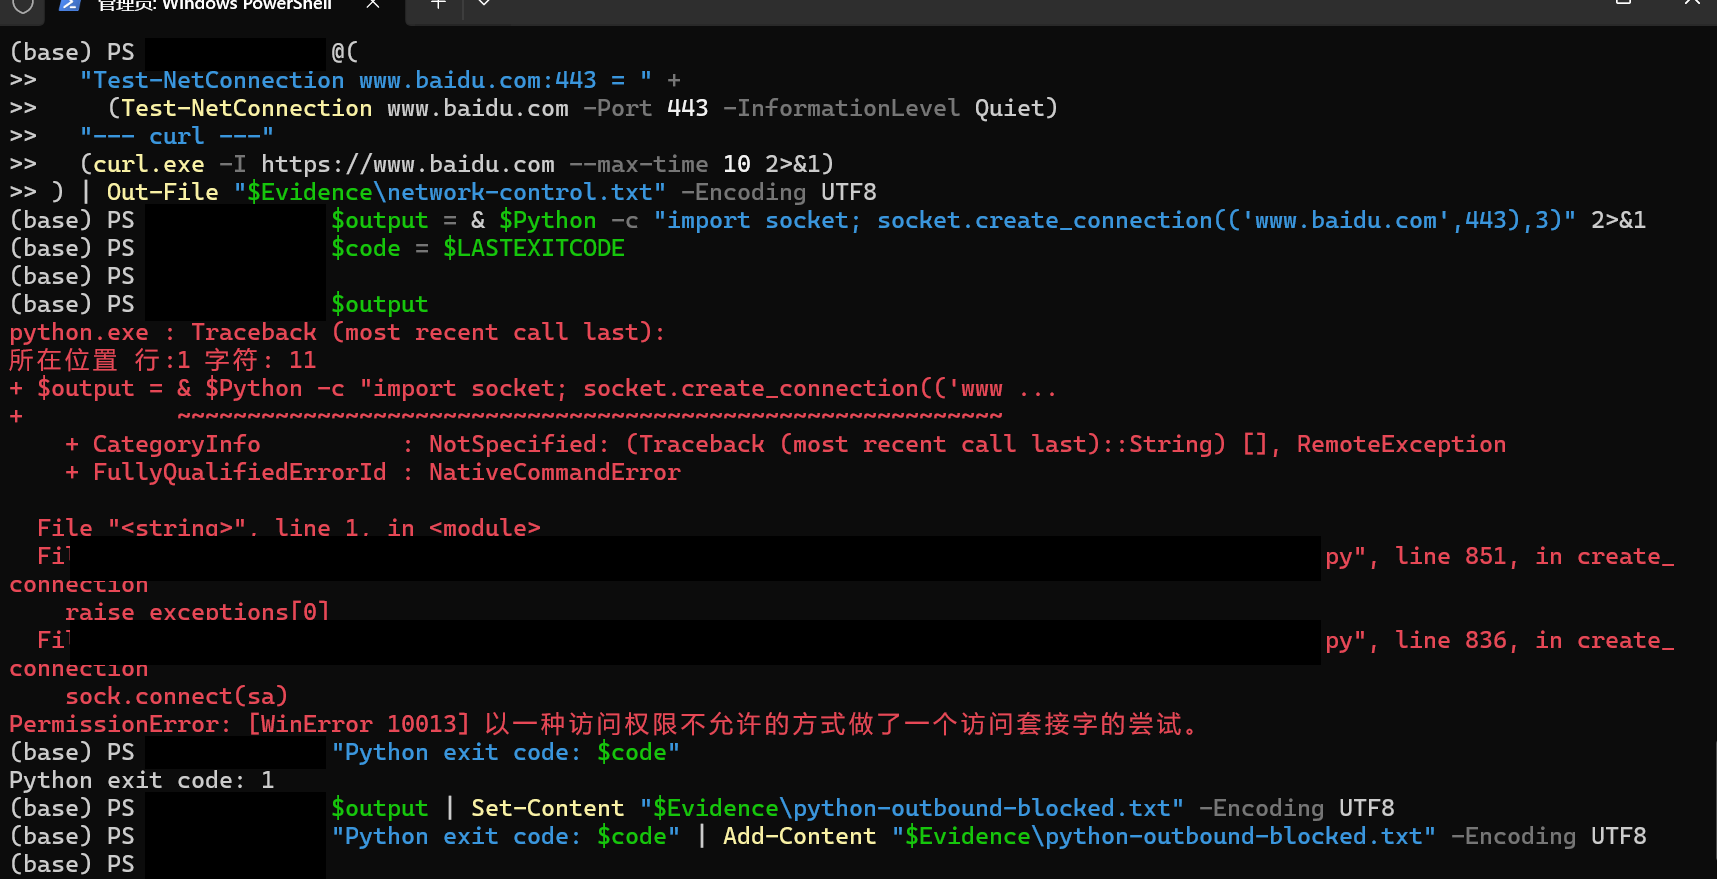 管理员: Windows PowerShell
(base) PS @(
>>   "Test-NetConnection www.baidu.com:443 = " +
>>     (Test-NetConnection www.baidu.com -Port 443 -InformationLevel Quiet)
>>   "--- curl ---"
>>   (curl.exe -I https://www.baidu.com --max-time 10 2>&1)
>> ) | Out-File "$Evidence\network-control.txt" -Encoding UTF8
(base) PS $output = & $Python -c "import socket; socket.create_connection(('www.baidu.com',443),3)" 2>&1
(base) PS $code = $LASTEXITCODE
(base) PS
(base) PS $output
python.exe : Traceback (most recent call last):
所在位置 行:1 字符: 11
+ $output = & $Python -c "import socket; socket.create_connection(('www ...
+           ~~~~~~~~~~~~~~~~~~~~~~~~~~~~~~~~~~~~~~~~~~~~~~~~~~~~~~~~~~~
    + CategoryInfo          : NotSpecified: (Traceback (most recent call last)::String) [], RemoteException
    + FullyQualifiedErrorId : NativeCommandError

  File "<string>", line 1, in <module>
  Fil py", line 851, in create_
connection
    raise exceptions[0]
  Fil py", line 836, in create_
connection
    sock.connect(sa)
PermissionError: [WinError 10013] 以一种访问权限不允许的方式做了一个访问套接字的尝试。
(base) PS "Python exit code: $code"
Python exit code: 1
(base) PS $output | Set-Content "$Evidence\python-outbound-blocked.txt" -Encoding UTF8
(base) PS "Python exit code: $code" | Add-Content "$Evidence\python-outbound-blocked.txt" -Encoding UTF8
(base) PS